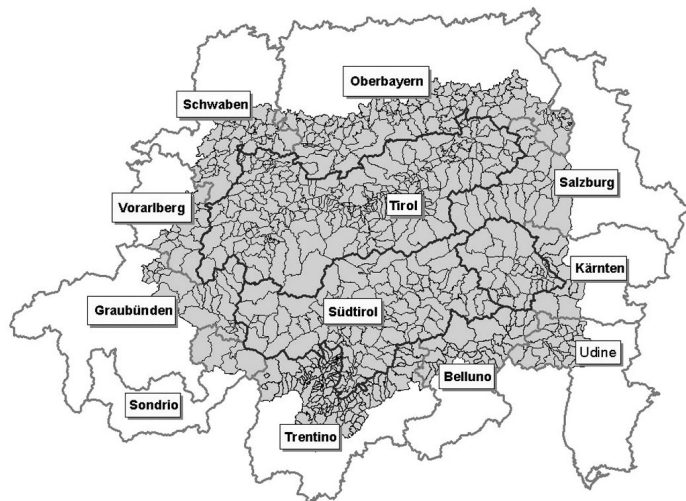 Oberbayern
Schwaben
Salzburg
Tirol
Vorarlberg
Kärnten
Graubünden
Südtirol
Udine
Belluno
Sondrio
Trentino